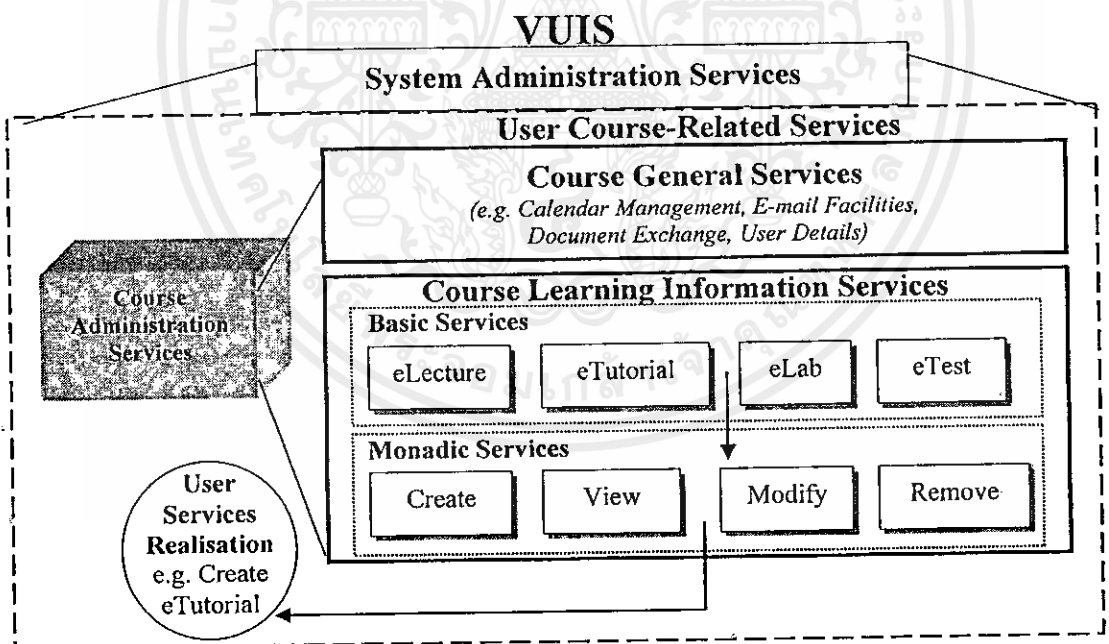 VUIS
System Administration Services
User Course-Related Services
Course General Services
(e.g. Calendar Management, E-mail Facilities,
Document Exchange, User Details)
Course
Administration
Services
Course Learning Information Services
Basic Services
eLecture
eTutorial
eLab
eTest
Monadic Services
Create
View
Modify
Remove
User
Services
Realisation
e.g. Create
eTutorial